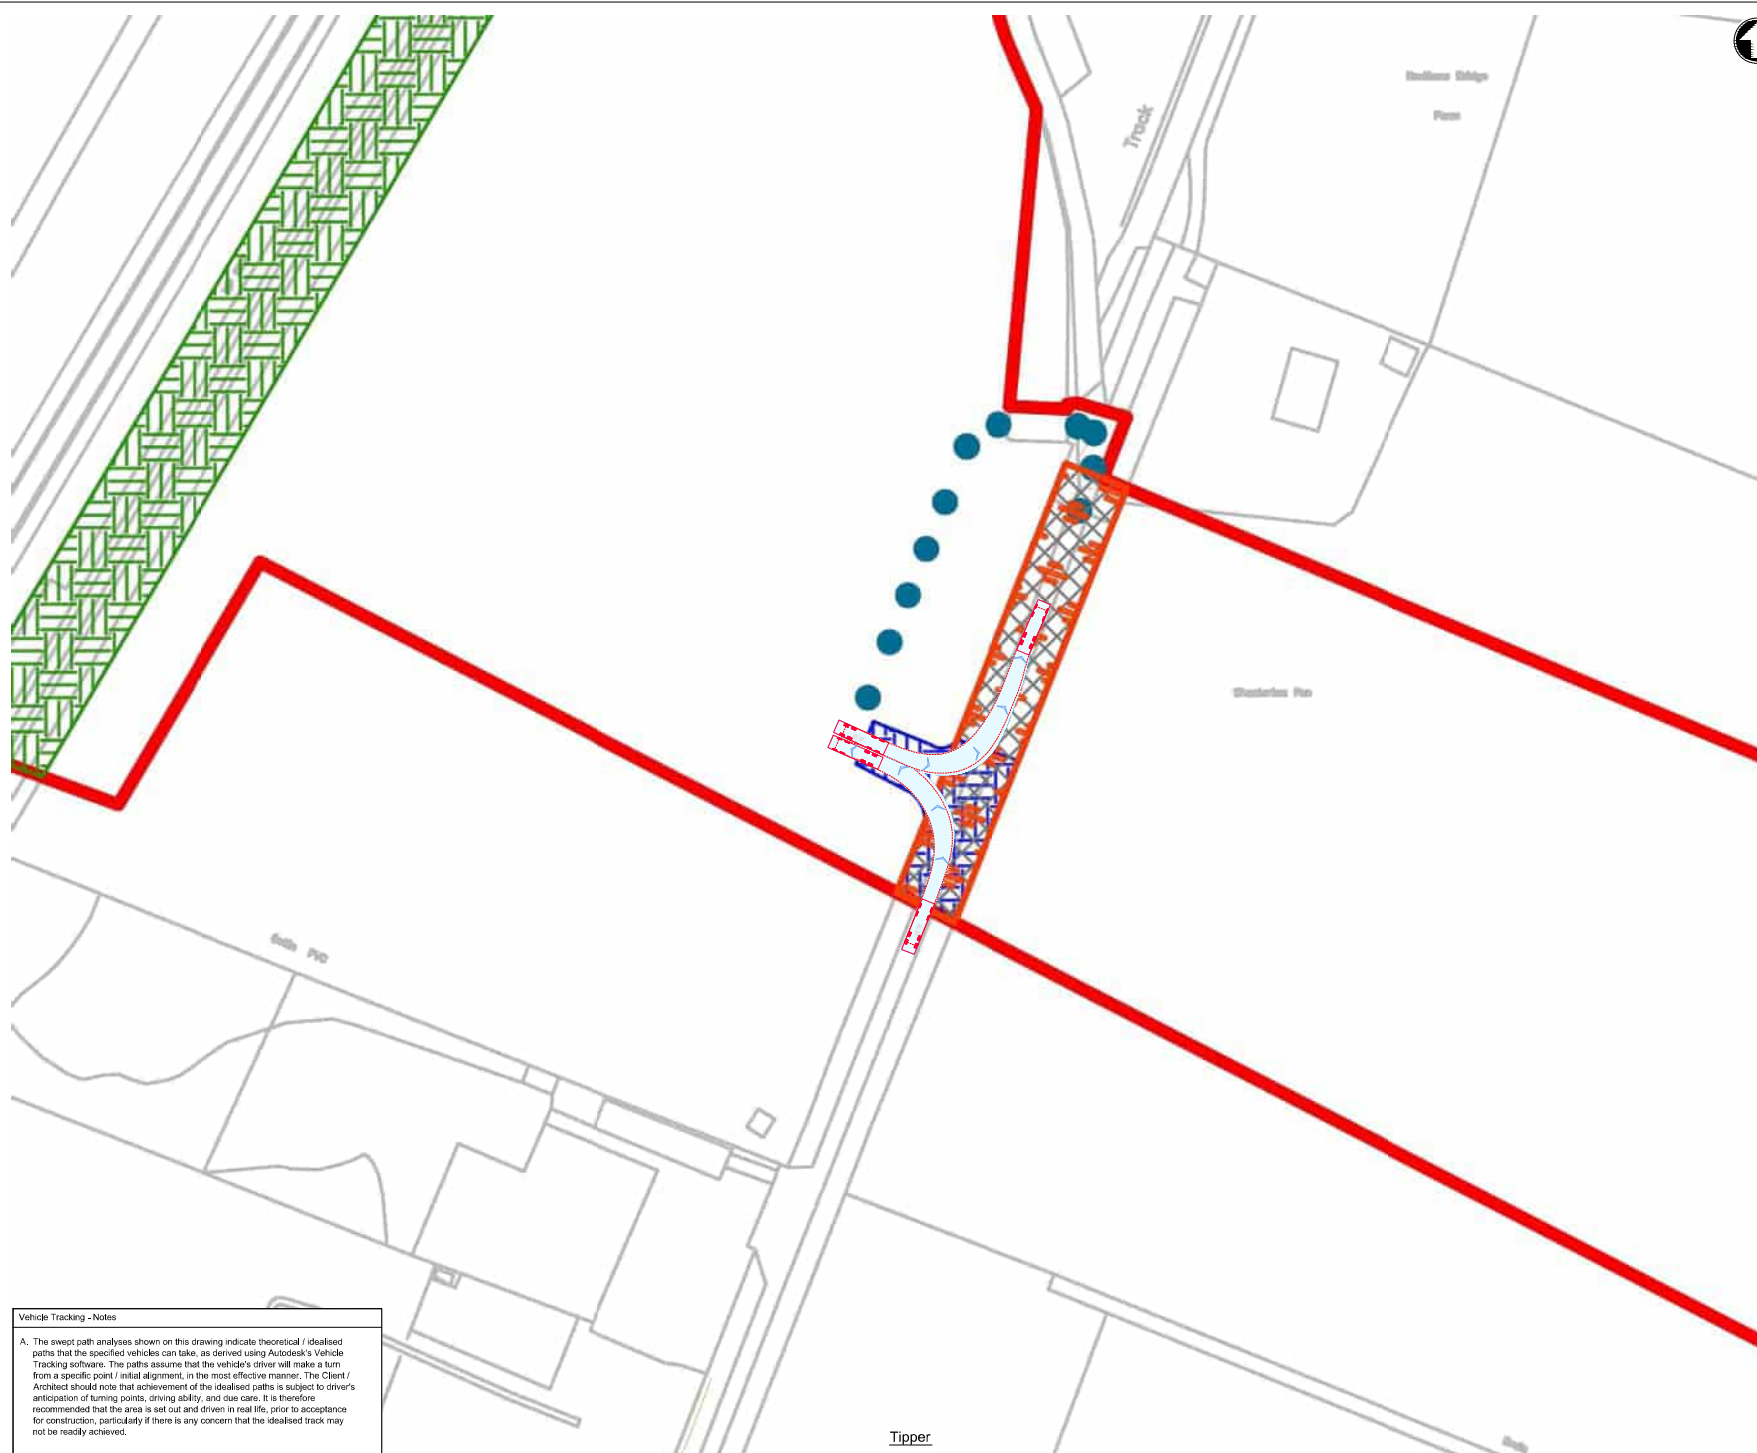 Track
Vehicle Tracking - Notes
A. The swept path analyses shown on this drawing indicate theoretical / idealised
paths that the specified vehicles can take, as derived using Autodesk's Vehicle
Tracking software. The paths assume that the vehicle's driver will make a turn
from a specific point / initial alignment, in the most effective manner. The Client /
Architect should note that achievement of the idealised paths is subject to driver's
anticipation of turning points, driving ability, and due care. It is therefore
recommended that the area is set out and driven in real life, prior to acceptance
for construction, particularly if there is any concern that the idealised track may
not be readily achieved.
Tipper